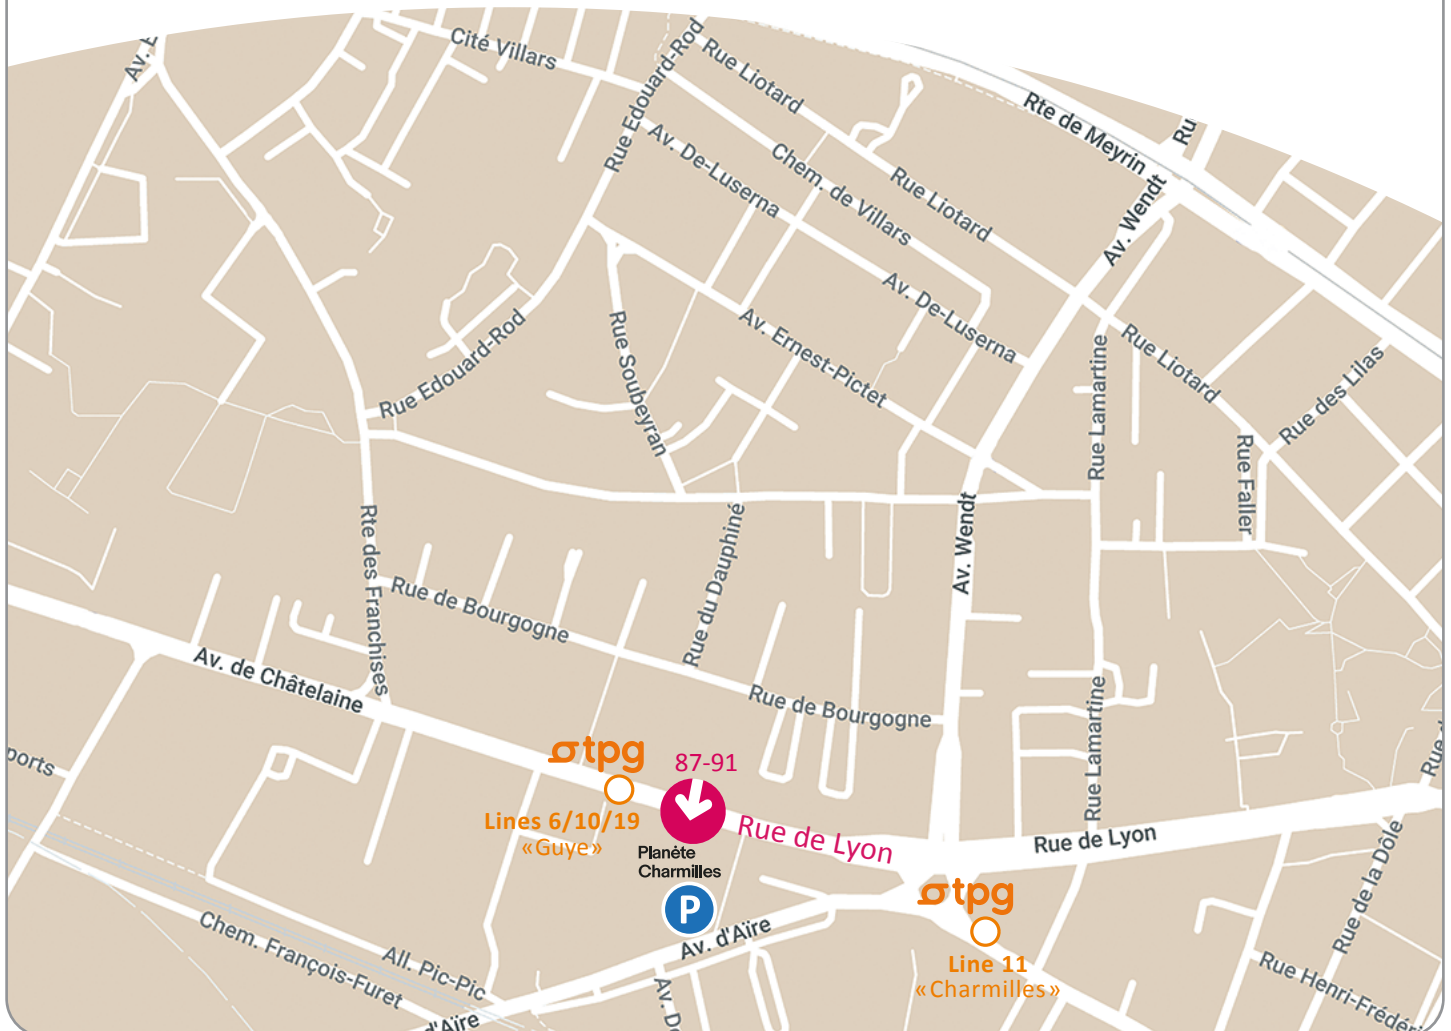 Av. E
Cité Villars
Rue Edouard-Rod
Rue Liotard
Rte de Meyrin
Ru
Av. De-Luserna
Chem. de Villars
Rue Liotard
Av. Wendt
Av. De-Luserna
Rue Edouard-Rod
Rue Soubeyran
Av. Ernest-Pictet
Rue Lamartine
Rue Liotard
Rue des Lilas
Rue Faller
Rte des Franchises
Rue de Bourgogne
Rue du Dauphiné
Av. Wendt
Av. de Châtelaine
Rue de Bourgogne
Rue Lamartine
Rue d
ports
tpg
87-91
Lines 6/10/19
«Guye»
Rue de Lyon
Rue de Lyon
Planète
Charmilles
P
tpg
Rue de la Dôle
Chem. François-Furet
All. Pic-Pic
Av. d'Aïre
Line 11
«Charmilles»
Rue Henri-Frédéri
d'Aïre
Av. De